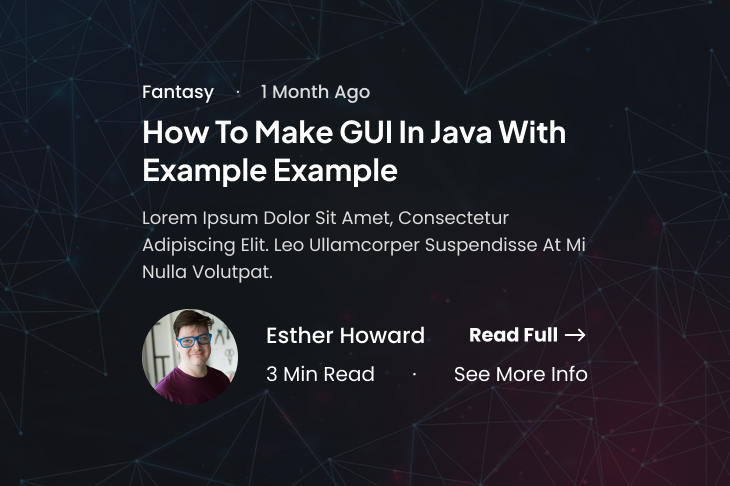 Fantasy · 1 Month Ago
How To Make GUI In Java With
Example Example
Lorem Ipsum Dolor Sit Amet, Consectetur
Adipiscing Elit. Leo Ullamcorper Suspendisse At Mi
Nulla Volutpat.
Esther Howard Read Full →
3 Min Read · See More Info